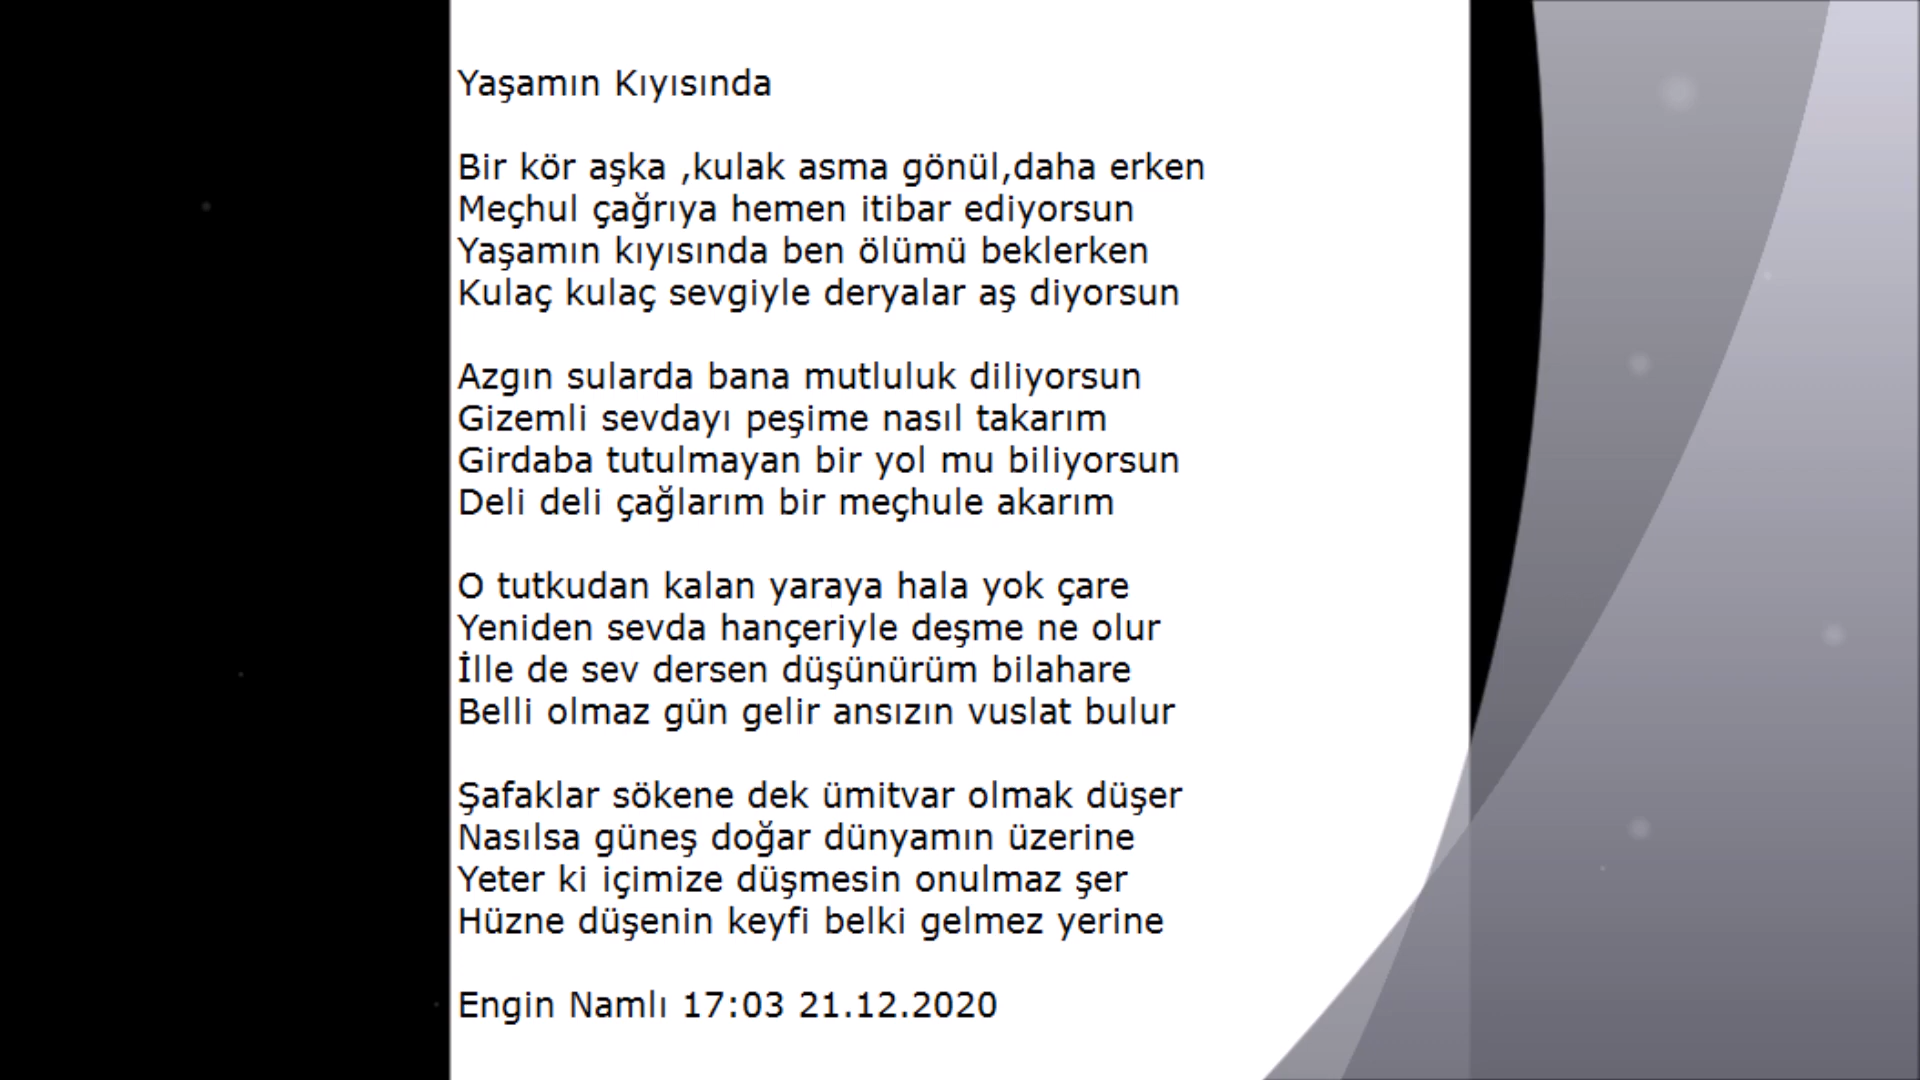 Yaşamın Kıyısında
Bir kör aşka ,kulak asma gönül,daha erken
Meçhul çağrıya hemen itibar ediyorsun
Yaşamın kıyısında ben ölümü beklerken
Kulaç kulaç sevgiyle deryalar aş diyorsun
Azgın sularda bana mutluluk diliyorsun
Gizemli sevdayı peşime nasıl takarım
Girdaba tutulmayan bir yol mu biliyorsun
Deli deli çağlarım bir meçhule akarım
O tutkudan kalan yaraya hala yok çare
Yeniden sevda hançeriyle deşme ne olur
İlle de sev dersen düşünürüm bilahare
Belli olmaz gün gelir ansızın vuslat bulur
Şafaklar sökene dek ümitvar olmak düşer
Nasılsa güneş doğar dünyamın üzerine
Yeter ki içimize düşmesin onulmaz şer
Hüzne düşenin keyfi belki gelmez yerine
Engin Namlı 17:03 21.12.2020